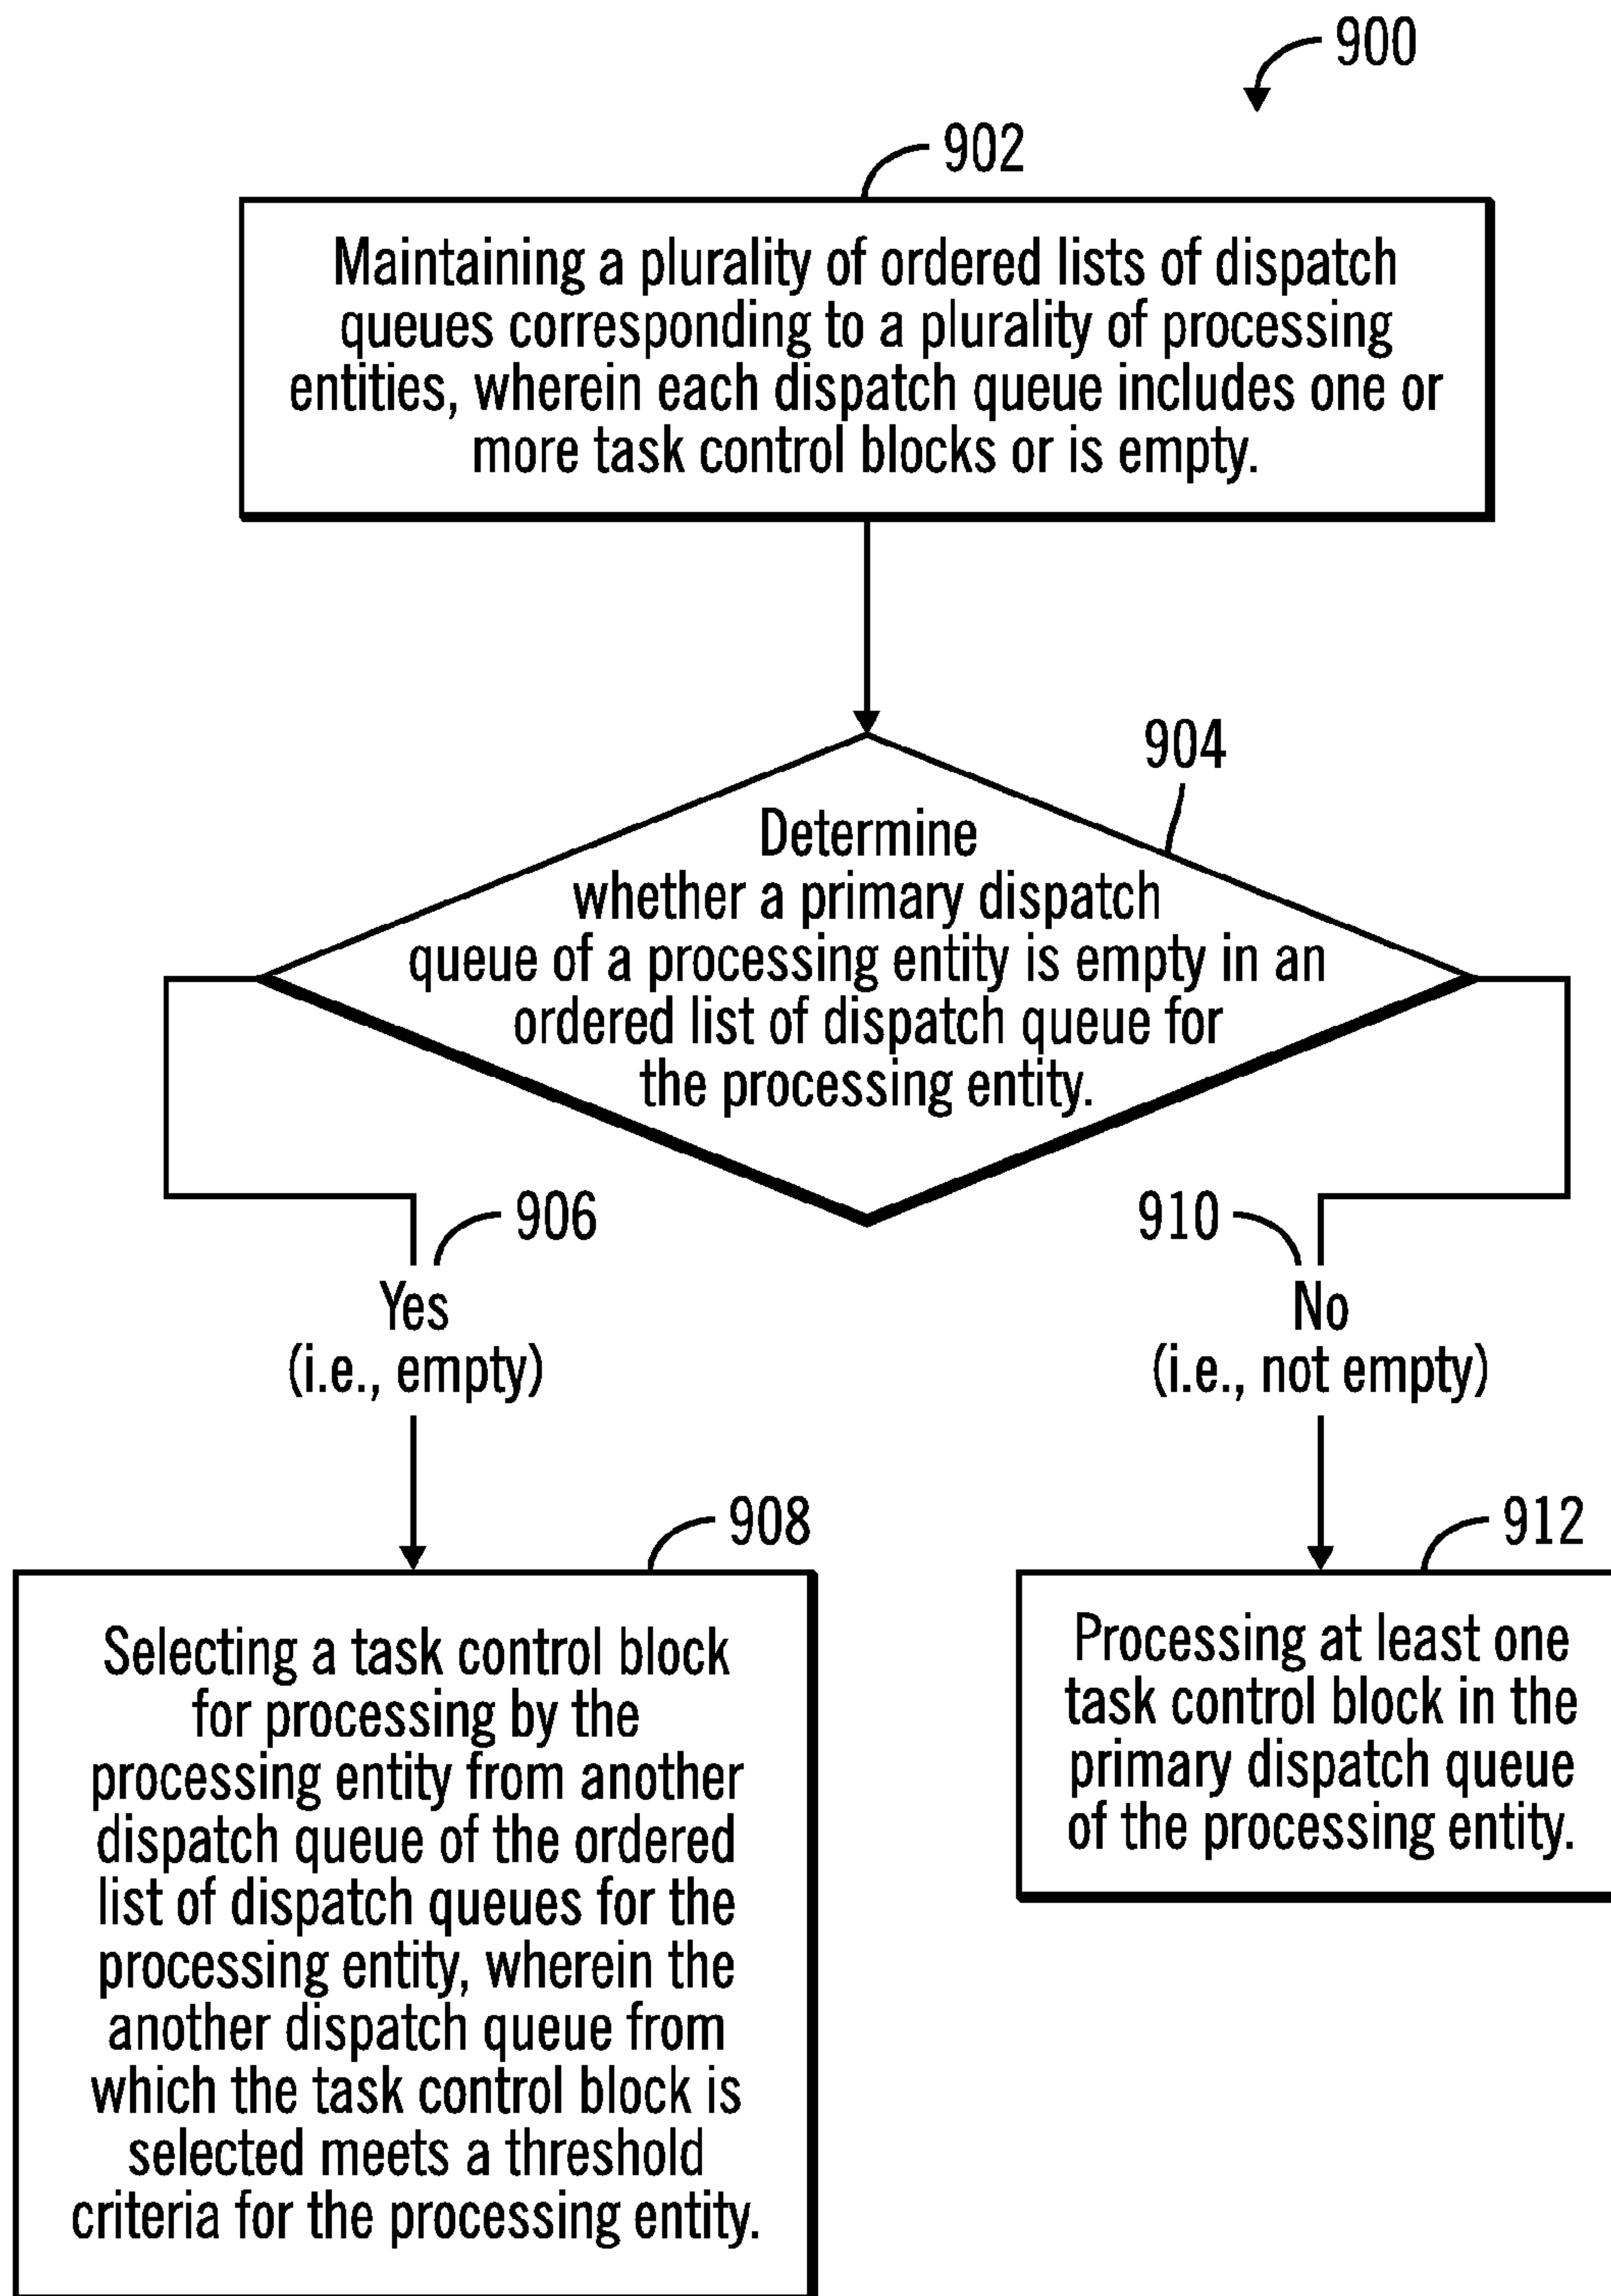 900
902
Maintaining a plurality of ordered lists of dispatch
queues corresponding to a plurality of processing
entities, wherein each dispatch queue includes one or
more task control blocks or is empty.
904
Determine
whether a primary dispatch
queue of a processing entity is empty in an
ordered list of dispatch queue for
the processing entity.
906
Yes
(i.e., empty)
910
No
(i.e., not empty)
908
Selecting a task control block
for processing by the
processing entity from another
dispatch queue of the ordered
list of dispatch queues for the
processing entity, wherein the
another dispatch queue from
which the task control block is
selected meets a threshold
criteria for the processing entity.
912
Processing at least one
task control block in the
primary dispatch queue
of the processing entity.